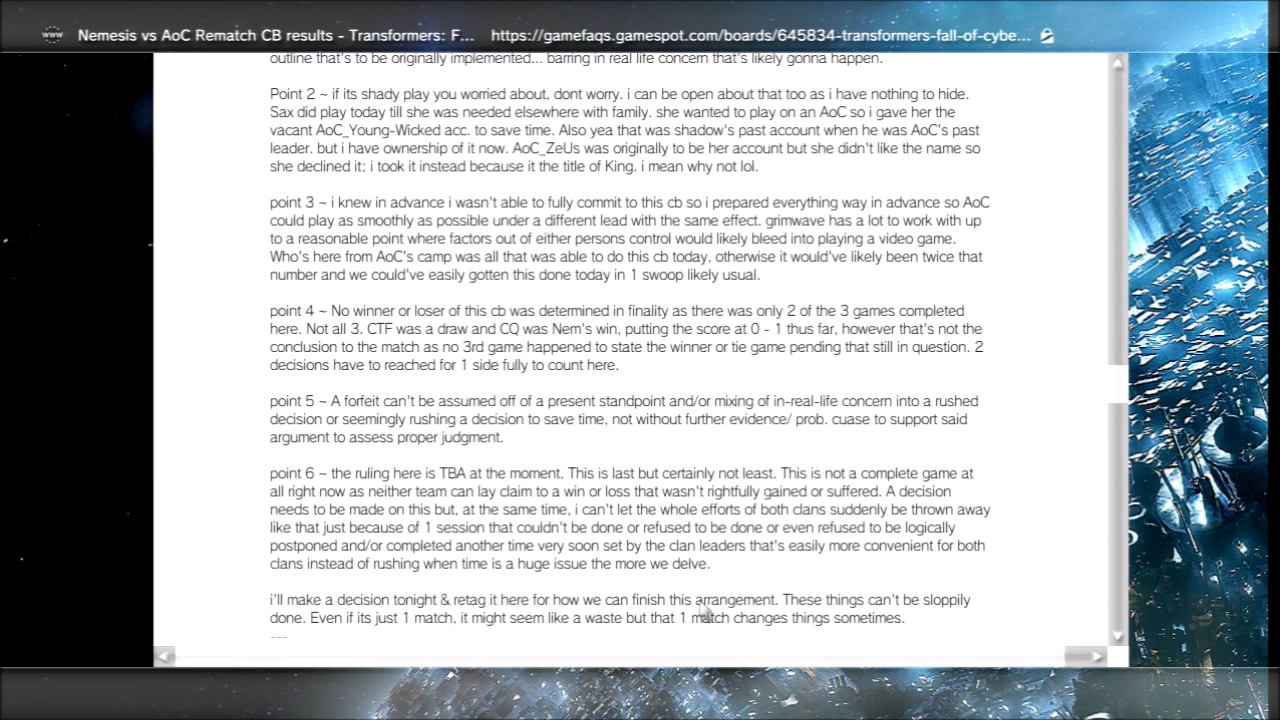 www Nemesis vs AoC Rematch CB results - Transformers: F... https://gamefaqs.gamespot.com/boards/645834-transformers-fall-of-cybe...
outline that's to be originally implemented... barring in real life concern that's likely gonna happen.
Point 2 ~ if its shady play you worried about, dont worry. i can be open about that too as i have nothing to hide.
Sax did play today till she was needed elsewhere with family. she wanted to play on an AoC so i gave her the
vacant AoC_Young-Wicked acc. to save time. Also yea that was shadow's past account when he was AoC's past
leader. but i have ownership of it now. AoC_ZeUs was originally to be her account but she didn't like the name so
she declined it; i took it instead because it the title of King. i mean why not lol.
point 3 ~ i knew in advance i wasn't able to fully commit to this cb so i prepared everything way in advance so AoC
could play as smoothly as possible under a different lead with the same effect. grimwave has a lot to work with up
to a reasonable point where factors out of either persons control would likely bleed into playing a video game.
Who's here from AoC's camp was all that was able to do this cb today, otherwise it would've likely been twice that
number and we could've easily gotten this done today in 1 swoop likely usual.
point 4 ~ No winner or loser of this cb was determined in finality as there was only 2 of the 3 games completed
here. Not all 3. CTF was a draw and CQ was Nem's win, putting the score at 0 - 1 thus far, however that's not the
conclusion to the match as no 3rd game happened to state the winner or tie game pending that still in question. 2
decisions have to reached for 1 side fully to count here.
point 5 ~ A forfeit can't be assumed off of a present standpoint and/or mixing of in-real-life concern into a rushed
decision or seemingly rushing a decision to save time, not without further evidence/ prob. cuase to support said
argument to assess proper judgment.
point 6 ~ the ruling here is TBA at the moment. This is last but certainly not least. This is not a complete game at
all right now as neither team can lay claim to a win or loss that wasn't rightfully gained or suffered. A decision
needs to be made on this but, at the same time, i can't let the whole efforts of both clans suddenly be thrown away
like that just because of 1 session that couldn't be done or refused to be done or even refused to be logically
postponed and/or completed another time very soon set by the clan leaders that's easily more convenient for both
clans instead of rushing when time is a huge issue the more we delve.
i'll make a decision tonight & retag it here for how we can finish this arrangement. These things can't be sloppily
done. Even if its just 1 match, it might seem like a waste but that 1 match changes things sometimes.
---